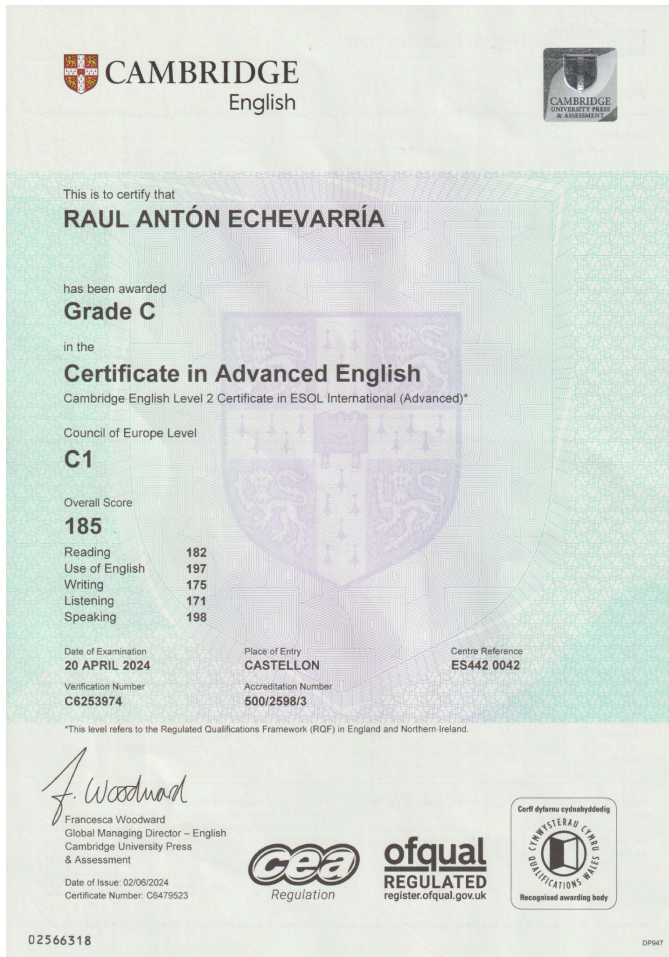 CAMBRIDGE
English
CAMBRIDGE
UNIVERSITY PRESS
& ASSESSMENT
This is to certify that
RAUL ANTÓN ECHEVARRÍA
has been awarded
Grade C
in the
Certificate in Advanced English
Cambridge English Level 2 Certificate in ESOL International (Advanced)*
Council of Europe Level
C1
Overall Score
185
Reading 182
Use of English 197
Writing 175
Listening 171
Speaking 198
Date of Examination Place of Entry Centre Reference
20 APRIL 2024 CASTELLON ES442 0042
Verification Number Accreditation Number
C6253974 500/2598/3
*This level refers to the Regulated Qualifications Framework (RQF) in England and Northern Ireland.
F. Woodward
Francesca Woodward
Global Managing Director – English
Cambridge University Press
& Assessment
Date of Issue: 02/06/2024
Certificate Number: C6479523
cea
Regulation
ofqual
REGULATED
register.ofqual.gov.uk
Corff dyfarnu cydnabyddedig
CYMWYSTERAU CYMRU
QUALIFICATIONS WALES
Recognised awarding body
02566318
DP947